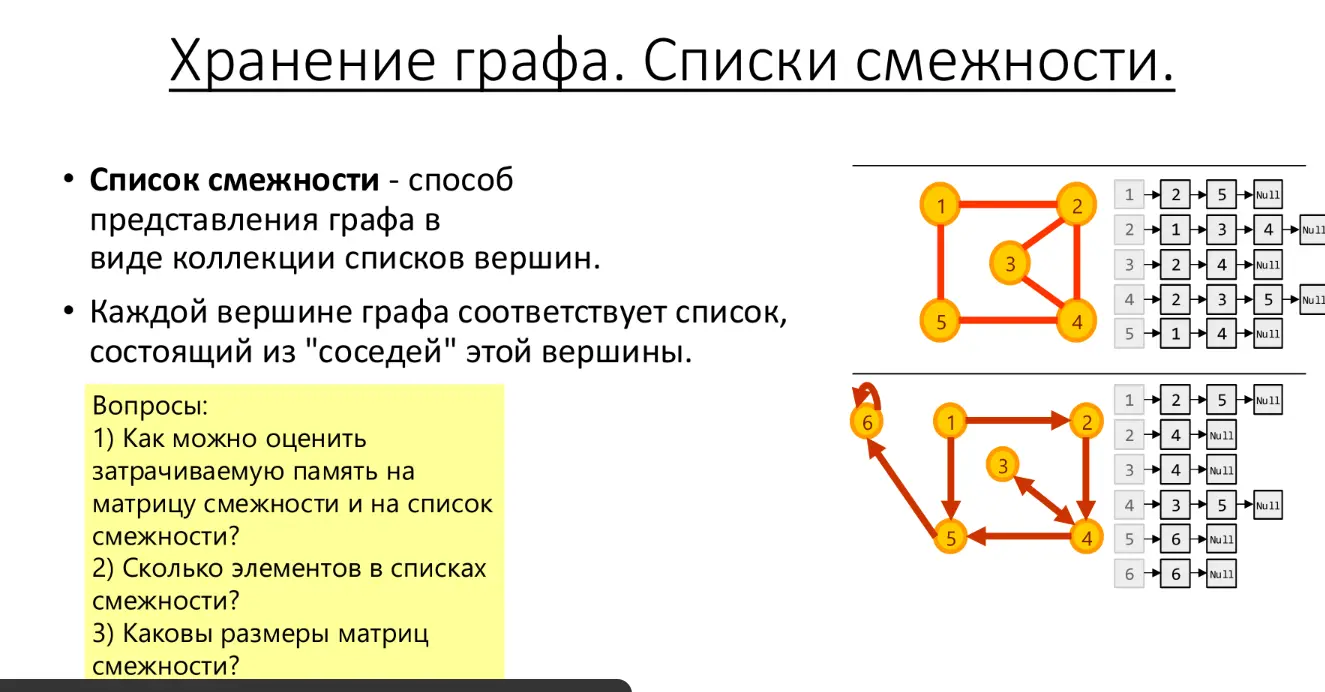 Хранение графа. Списки смежности.
• Список смежности - способ
представления графа в
виде коллекции списков вершин.
• Каждой вершине графа соответствует список,
состоящий из "соседей" этой вершины.
Вопросы:
1) Как можно оценить
затрачиваемую память на
матрицу смежности и на список
смежности?
2) Сколько элементов в списках
смежности?
3) Каковы размеры матриц
смежности?
1 2
3
5 4
1 2 5 Null
2 1 3 4 Null
3 2 4 Null
4 2 3 5 Null
5 1 4 Null
6 1 2
3
5 4
1 2 5 Null
2 4 Null
3 4 Null
4 3 5 Null
5 6 Null
6 6 Null